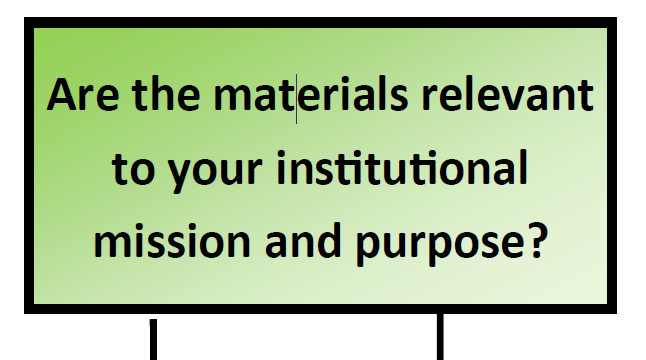 Are the materials relevant
to your institutional
mission and purpose?